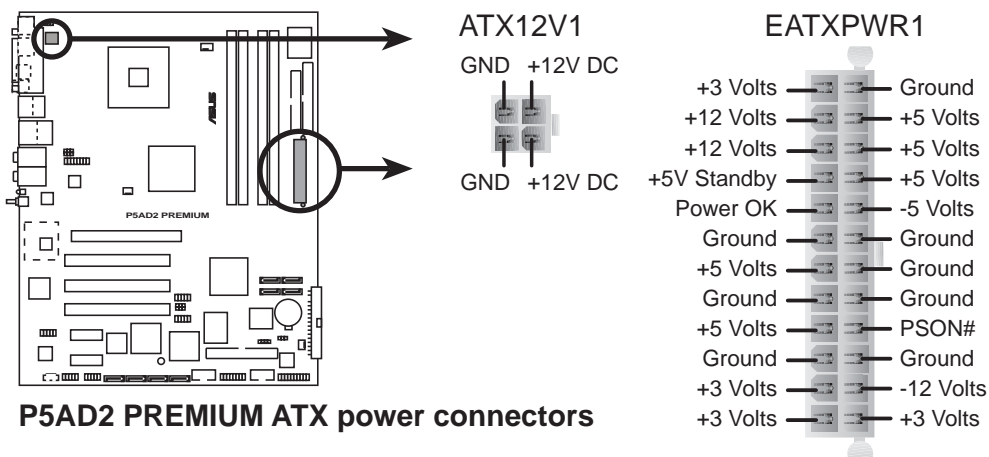 ATX12V1
GND +12V DC
GND +12V DC
EATXPWR1
+3 Volts Ground
+12 Volts +5 Volts
+12 Volts +5 Volts
+5V Standby +5 Volts
Power OK -5 Volts
Ground Ground
+5 Volts Ground
Ground Ground
+5 Volts PSON#
Ground Ground
+3 Volts -12 Volts
+3 Volts +3 Volts
ASUS
P5AD2 PREMIUM
P5AD2 PREMIUM ATX power connectors